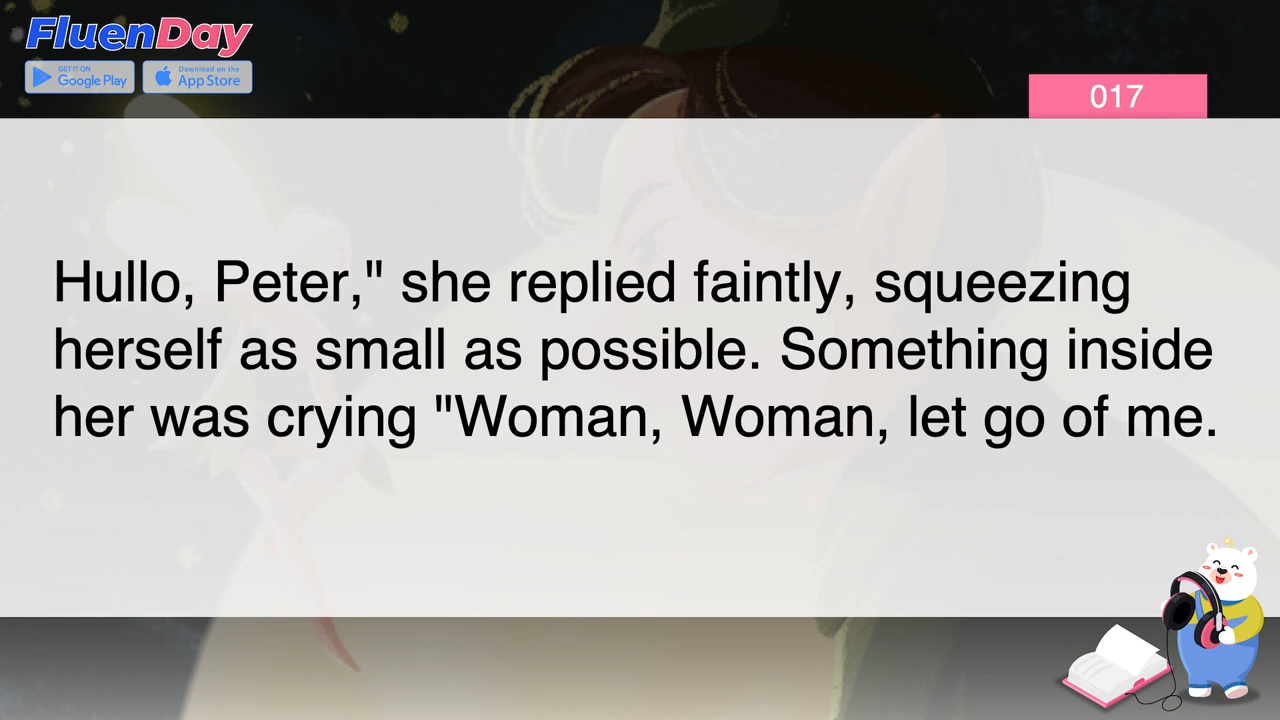 FluenDay
GET IT ON
Google Play
Download on the
App Store
017
Hullo, Peter," she replied faintly, squeezing
herself as small as possible. Something inside
her was crying "Woman, Woman, let go of me.